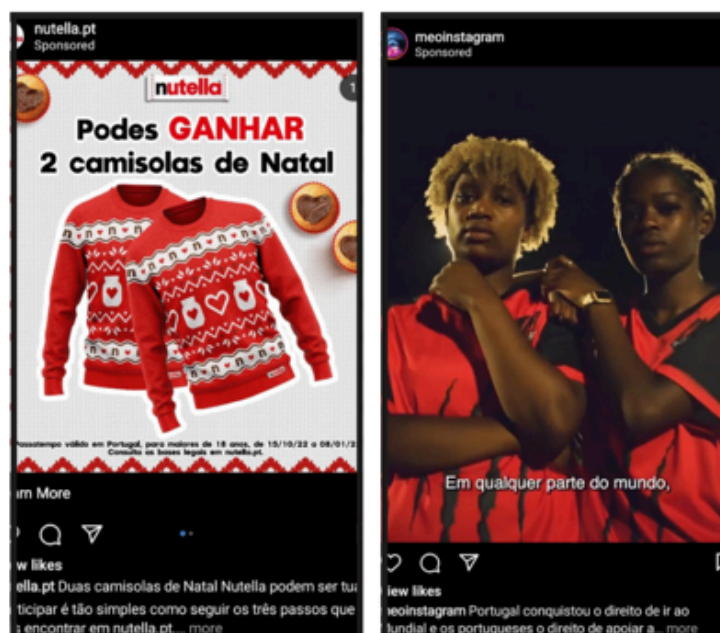 nutella.pt
Sponsored
nutella
1
Podes GANHAR
2 camisolas de Natal
Passatempo válido em Portugal, para maiores de 18 anos, de 15/10/22 a 08/01/2
Consulta as bases legais em nutella.pt.
rn More
w likes
ella.pt Duas camisolas de Natal Nutella podem ser tua
ticipar é tão simples como seguir os três passos que
s encontrar em nutella.pt... more
meoinstagram
Sponsored
Em qualquer parte do mundo,
iew likes
meoinstagram Portugal conquistou o direito de ir ao
Mundial e os portugueses o direito de apoiar a... more